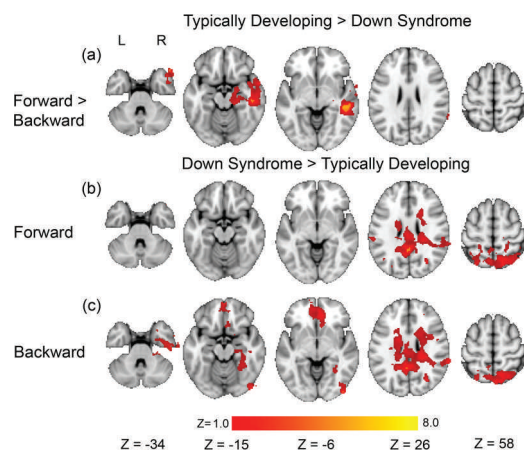 Typically Developing > Down Syndrome
L R
(a)
Forward >
Backward
Down Syndrome > Typically Developing
(b)
Forward
(c)
Backward
Z= 1.0 8.0
Z = -34 Z = -15 Z = -6 Z = 26 Z = 58